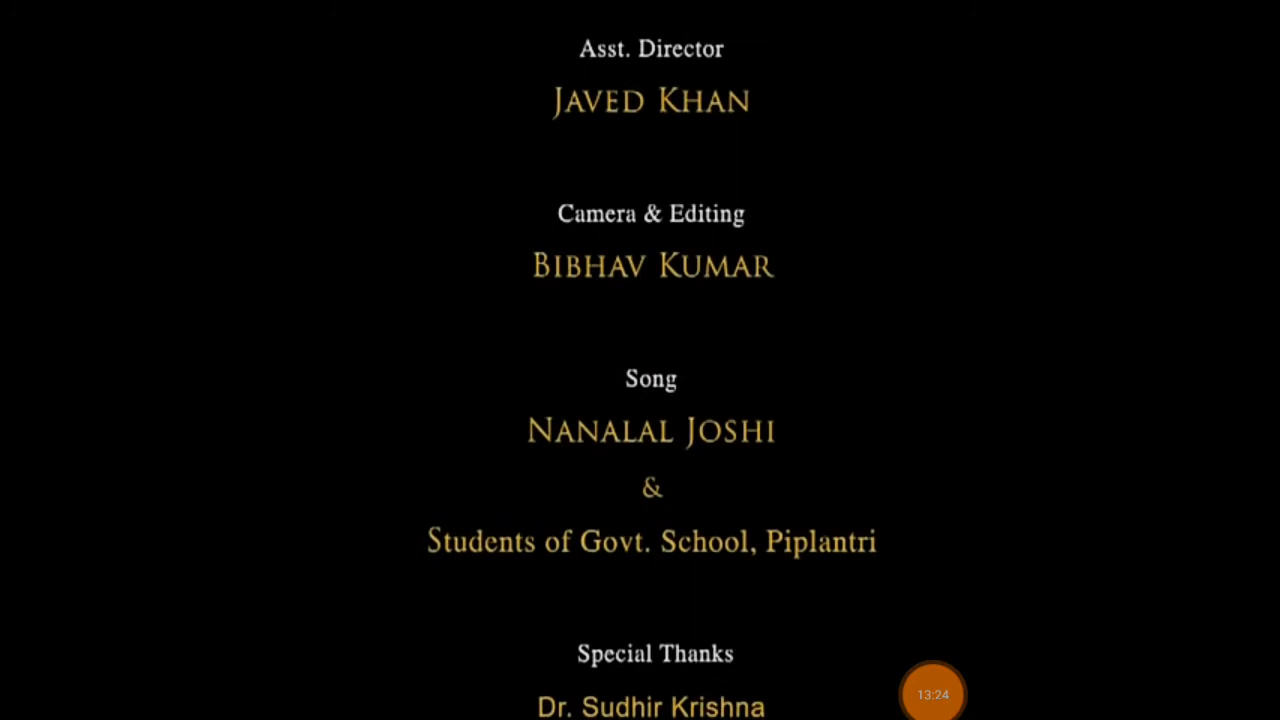 Asst. Director
JAVED KHAN
Camera & Editing
BIBHAV KUMAR
Song
NANALAL JOSHI
&
Students of Govt. School, Piplantri
Special Thanks
Dr. Sudhir Krishna
13:24